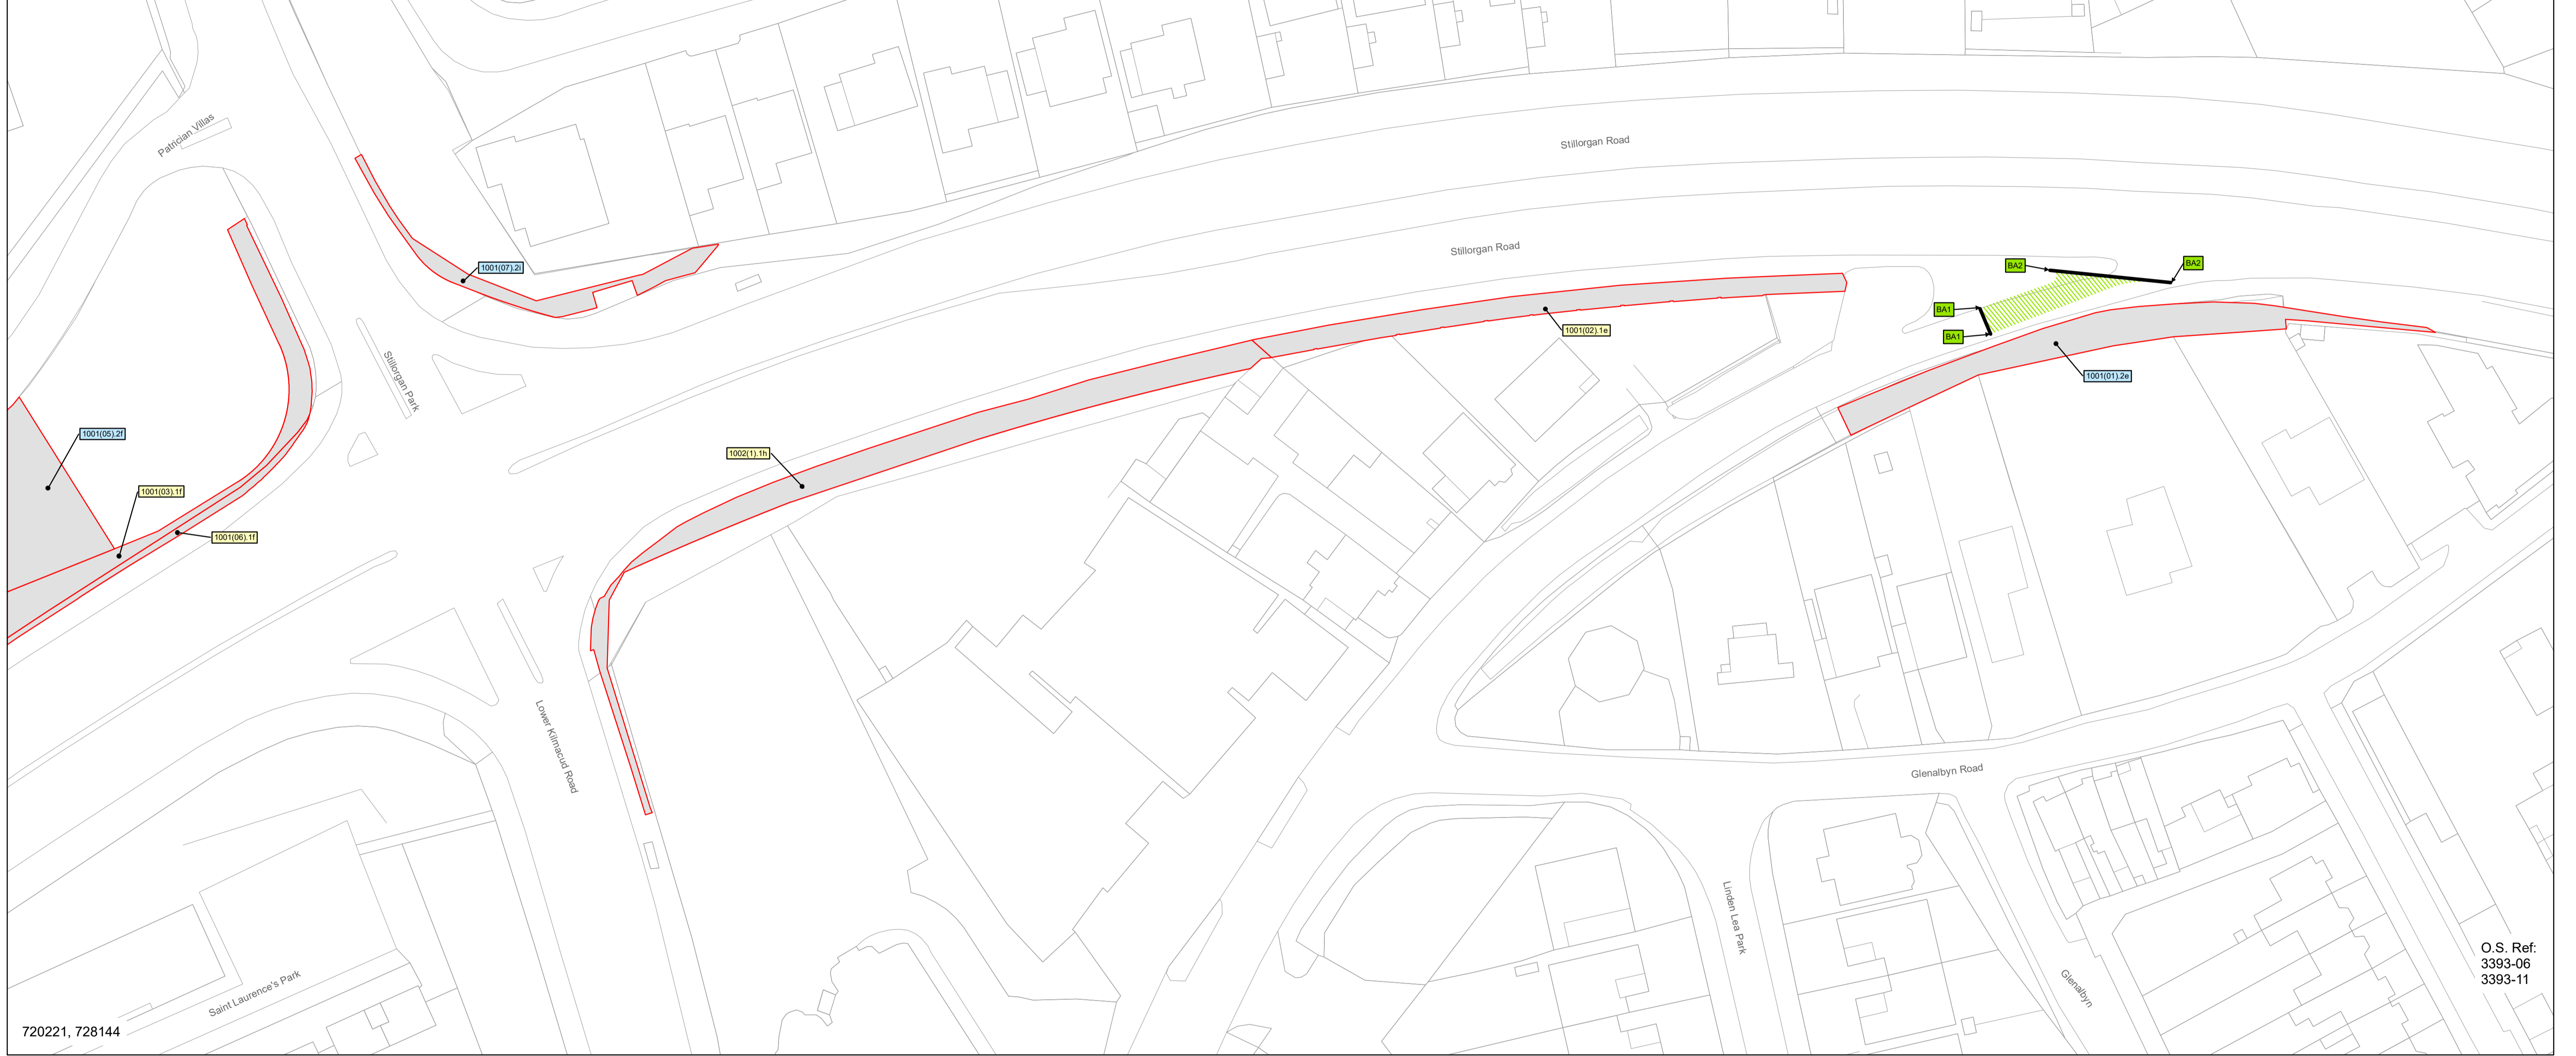 Patrician Villas
Stillorgan Road
Stillorgan Road
1001(07).2i
BA2
BA2
BA1
BA1
1001(02).1e
1001(01).2e
Stillorgan Park
1001(05).2f
1002(1).1h
1001(03).1f
1001(06).1f
Lower Kilmacud Road
Glenalbyn Road
Linden Lea Park
Glenalbyn
Saint Laurence's Park
O.S. Ref:
3393-06
3393-11
720221, 728144